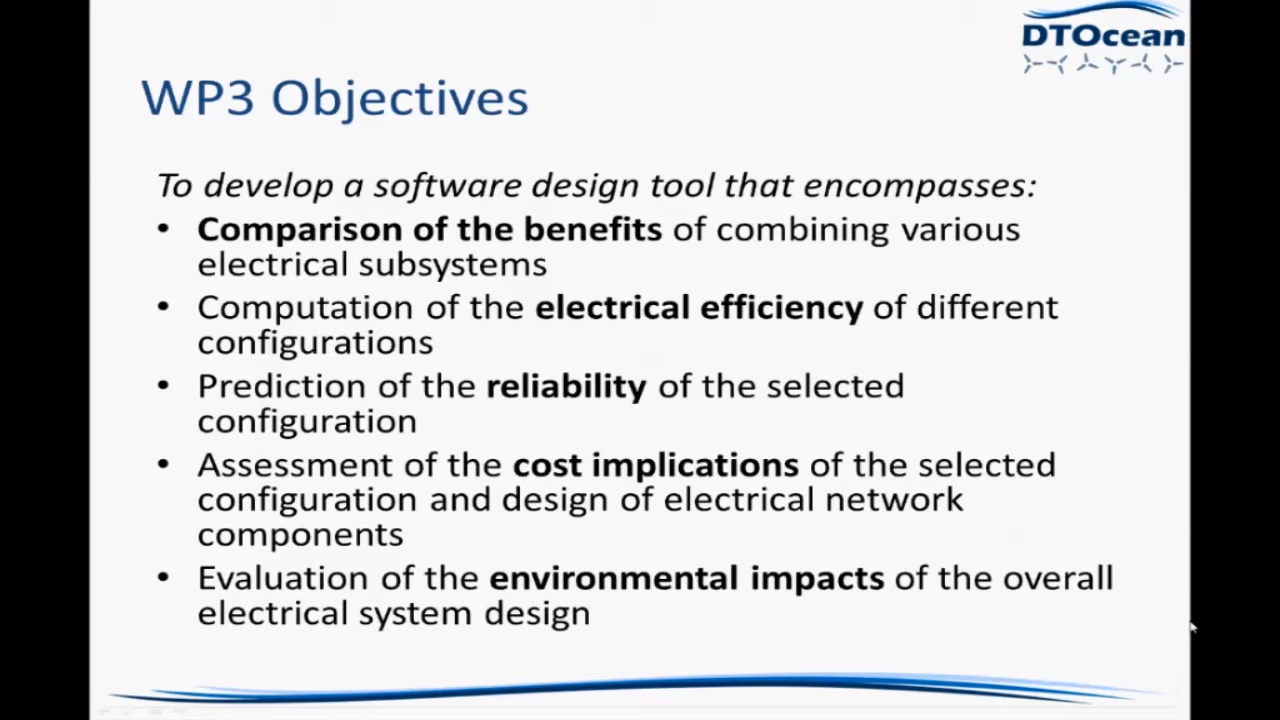 DTOcean
WP3 Objectives
To develop a software design tool that encompasses:
• Comparison of the benefits of combining various
electrical subsystems
• Computation of the electrical efficiency of different
configurations
• Prediction of the reliability of the selected
configuration
• Assessment of the cost implications of the selected
configuration and design of electrical network
components
• Evaluation of the environmental impacts of the overall
electrical system design